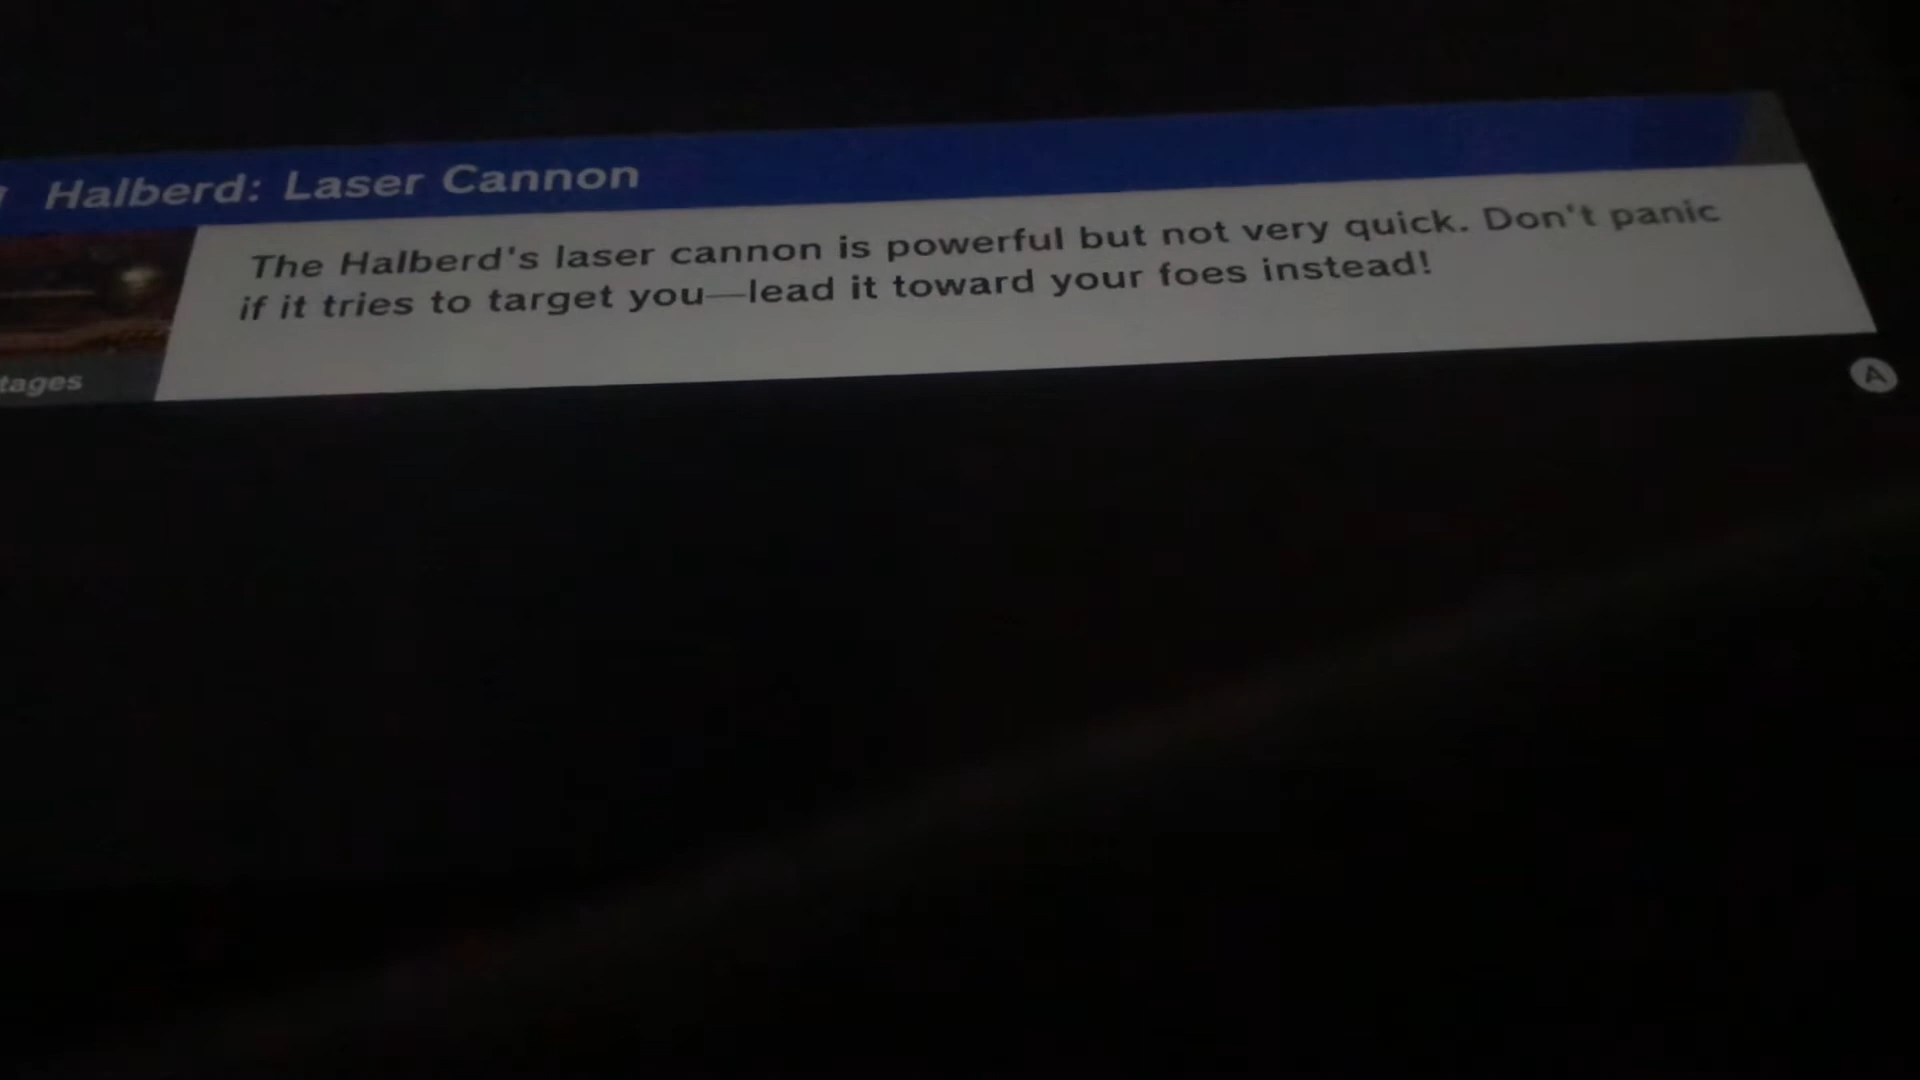 Halberd: Laser Cannon
The Halberd's laser cannon is powerful but not very quick. Don't panic
if it tries to target you—lead it toward your foes instead!
tages
A